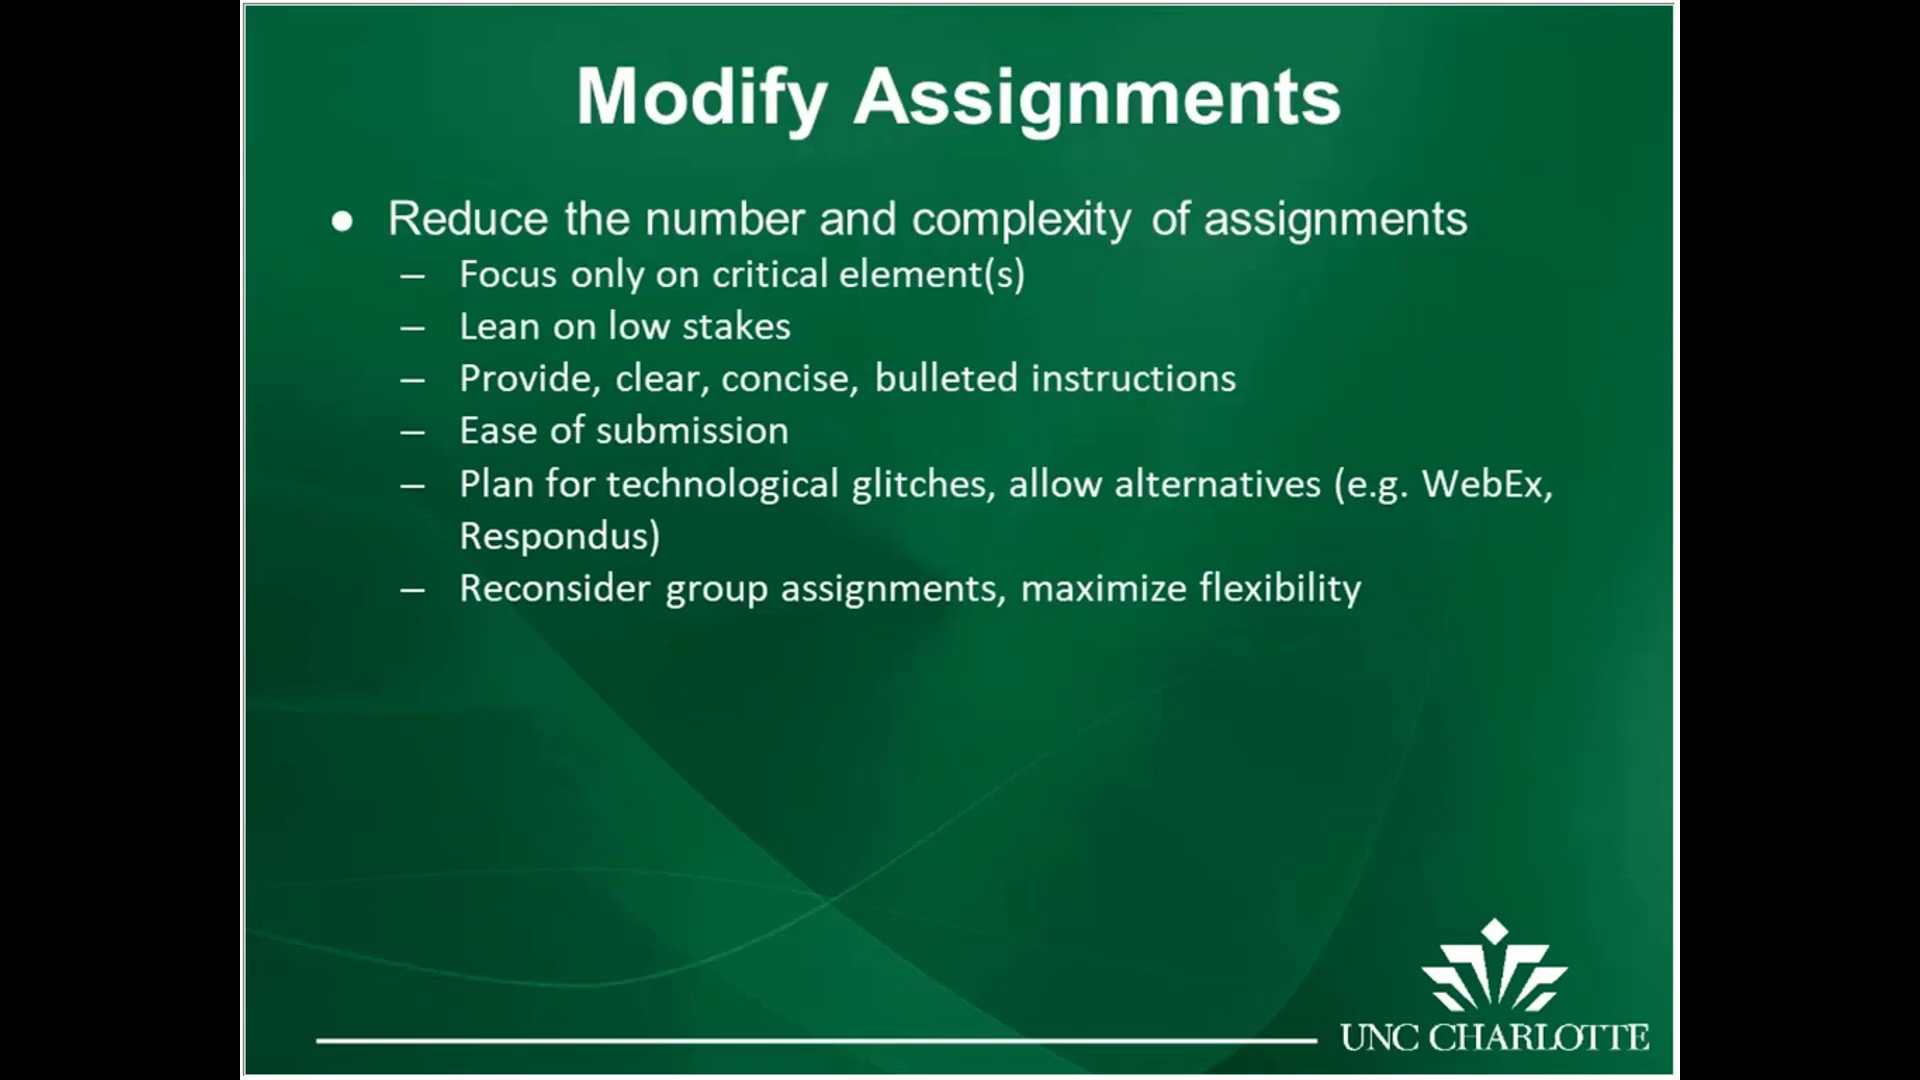 Modify Assignments
● Reduce the number and complexity of assignments
– Focus only on critical element(s)
– Lean on low stakes
– Provide, clear, concise, bulleted instructions
– Ease of submission
– Plan for technological glitches, allow alternatives (e.g. WebEx,
Respondus)
– Reconsider group assignments, maximize flexibility
UNC CHARLOTTE